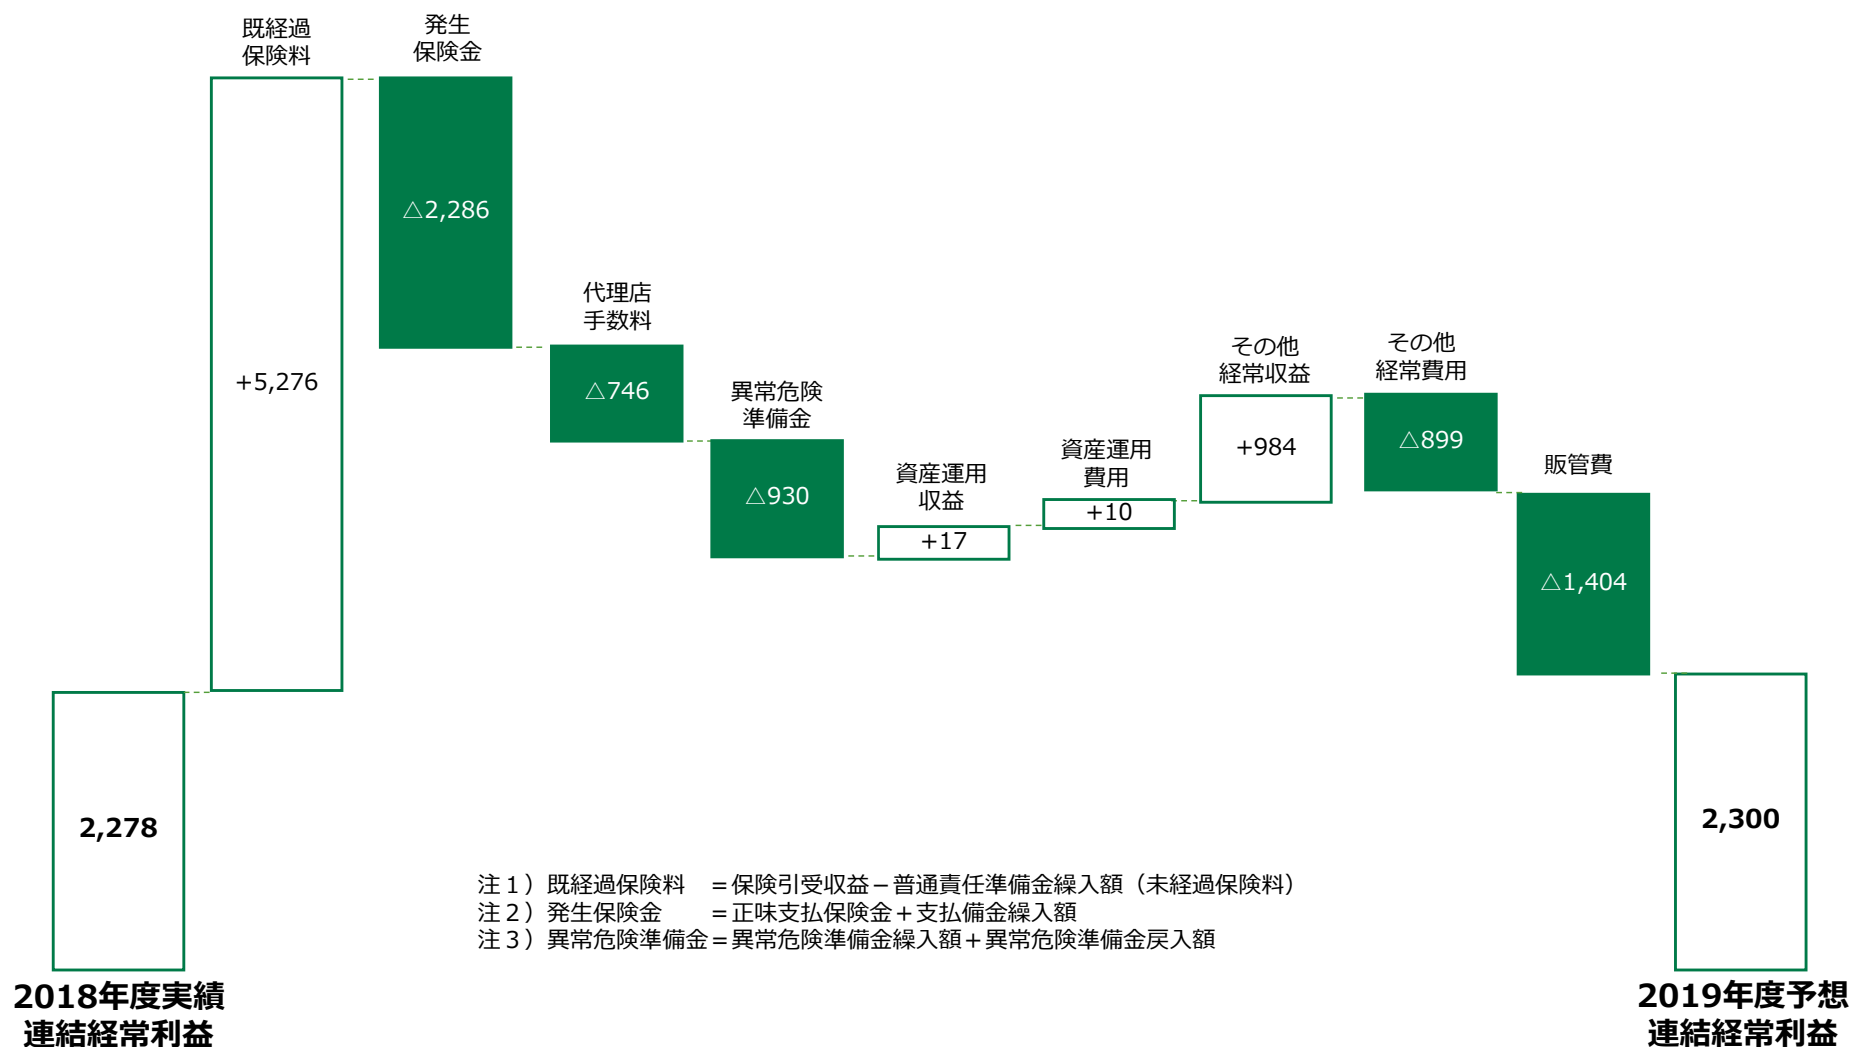 既経過
保険料
発生
保険金
+5,276
△2,286
代理店
手数料
△746
異常危険
準備金
△930
資産運用
収益
+17
資産運用
費用
+10
その他
経常収益
+984
その他
経常費用
△899
販管費
△1,404
2,278
2,300
注1）既経過保険料　＝保険引受収益－普通責任準備金繰入額（未経過保険料）
注2）発生保険金　　＝正味支払保険金＋支払備金繰入額
注3）異常危険準備金＝異常危険準備金繰入額＋異常危険準備金戻入額
2018年度実績
連結経常利益
2019年度予想
連結経常利益